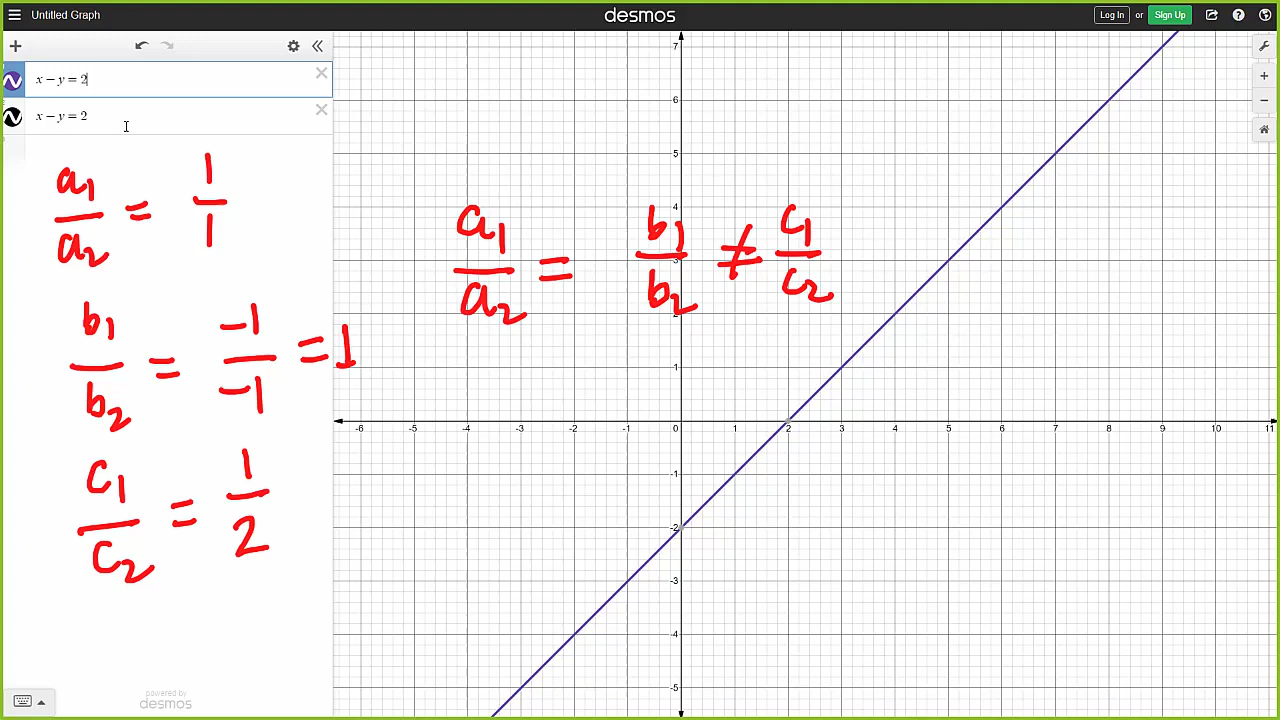 Untitled Graph
desmos
Log In or Sign Up
x − y = 2
x − y = 2
a1/a2 = 1/1
b1/b2 = -1/-1 = 1
c1/c2 = 1/2
a1/a2 = b1/b2 ≠ c1/c2
7
6
5
4
3
2
1
-6 -5 -4 -3 -2 -1 0 1 2 3 4 5 6 7 8 9 10 11
-1
-2
-3
-4
-5
powered by
desmos